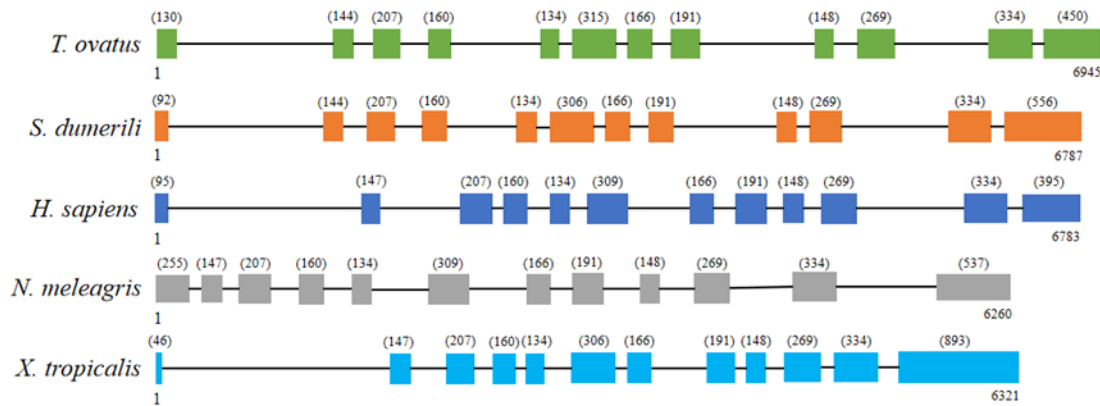 (130) (144) (207) (160) (134) (315) (166) (191) (148) (269) (334) (450)
T. ovatus
1 6945
(92) (144) (207) (160) (134) (306) (166) (191) (148) (269) (334) (556)
S. dumerili
1 6787
(95) (147) (207) (160) (134) (309) (166) (191) (148) (269) (334) (395)
H. sapiens
1 6783
(255) (147) (207) (160) (134) (309) (166) (191) (148) (269) (334) (537)
N. meleagris
1 6260
(46) (147) (207) (160) (134) (306) (166) (191) (148) (269) (334) (893)
X. tropicalis
1 6321